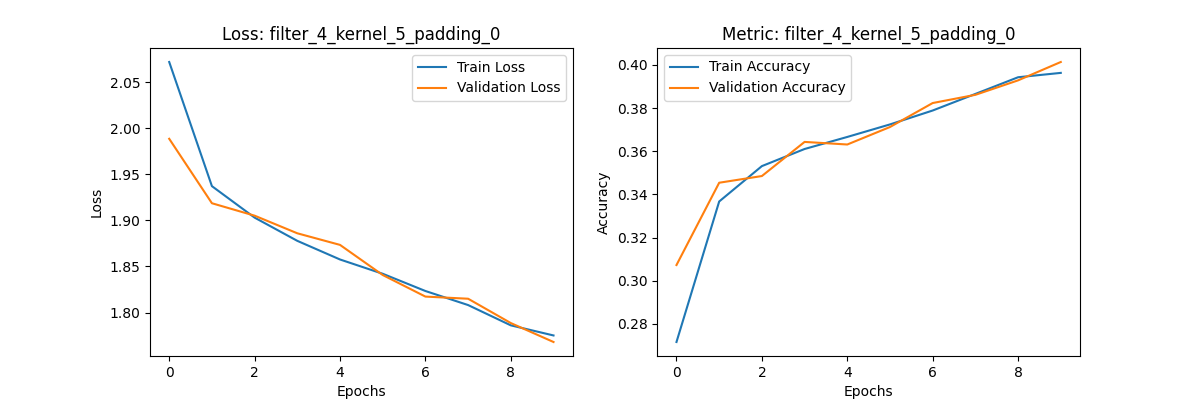 Loss: filter_4_kernel_5_padding_0
Train Loss
Validation Loss
2.05
2.00
1.95
1.90
1.85
1.80
Loss
0 2 4 6 8
Epochs
Metric: filter_4_kernel_5_padding_0
Train Accuracy
Validation Accuracy
0.40
0.38
0.36
0.34
0.32
0.30
0.28
Accuracy
0 2 4 6 8
Epochs